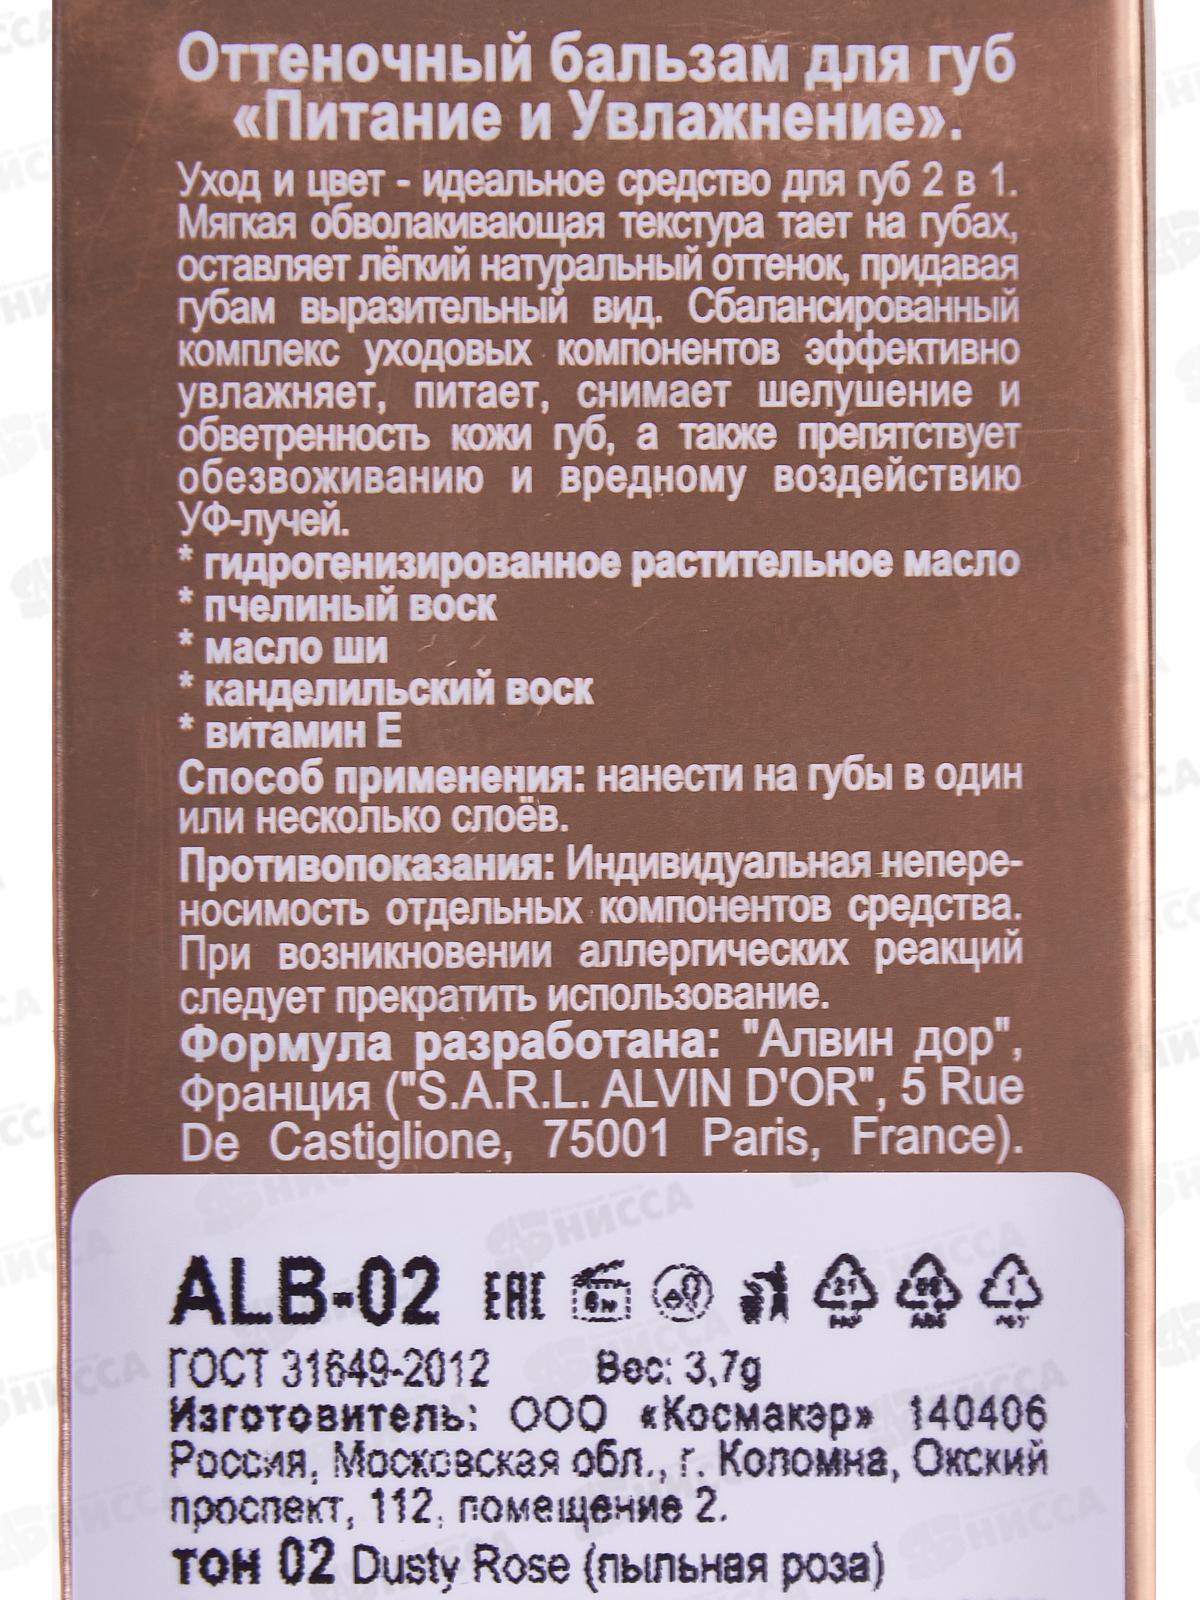 Оттеночный бальзам для губ
«Питание и Увлажнение».
Уход и цвет - идеальное средство для губ 2 в 1.
Мягкая обволакивающая текстура тает на губах,
оставляет лёгкий натуральный оттенок, придавая
губам выразительный вид. Сбалансированный
комплекс уходовых компонентов эффективно
увлажняет, питает, снимает шелушение и
обветренность кожи губ, а также препятствует
обезвоживанию и вредному воздействию
УФ-лучей.
* гидрогенизированное растительное масло
* пчелиный воск
* масло ши
* канделильский воск
* витамин Е
Способ применения: нанести на губы в один
или несколько слоёв.
Противопоказания: Индивидуальная непере-
носимость отдельных компонентов средства.
При возникновении аллергических реакций
следует прекратить использование.
Формула разработана: "Алвин дор",
Франция ("S.A.R.L. ALVIN D'OR", 5 Rue
De Castiglione, 75001 Paris, France).
ALB-02 EAC 6м 21 1
ГОСТ 31649-2012 Вес: 3,7g
Изготовитель: ООО «Космакэр» 140406
Россия, Московская обл., г. Коломна, Окский
проспект, 112, помещение 2.
тон 02 Dusty Rose (пыльная роза)
НИССА